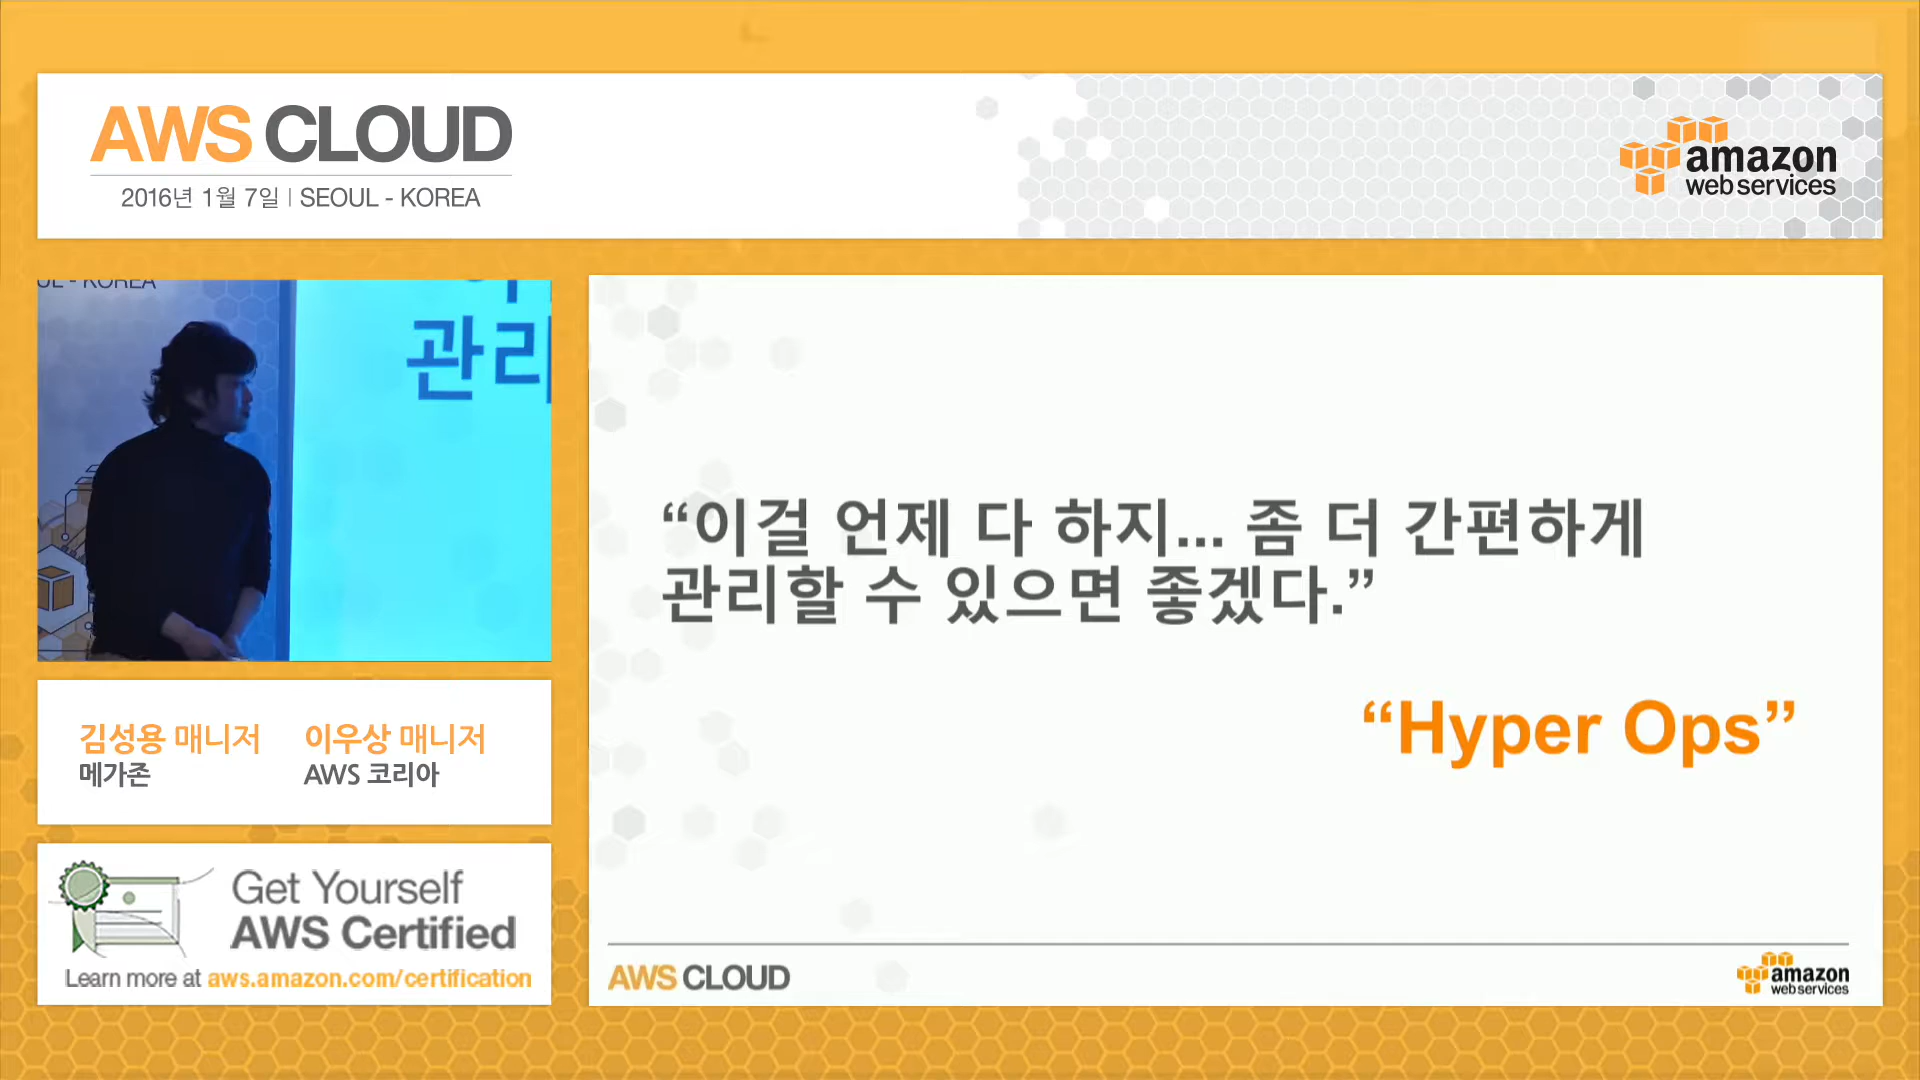 AWS CLOUD
2016년 1월 7일 | SEOUL - KOREA
amazon
web services
UL - KOREA
관리
김성용 매니저
메가존
이우상 매니저
AWS 코리아
Get Yourself
AWS Certified
Learn more at aws.amazon.com/certification
“이걸 언제 다 하지... 좀 더 간편하게
관리할 수 있으면 좋겠다.”
“Hyper Ops”
AWS CLOUD
amazon
web services